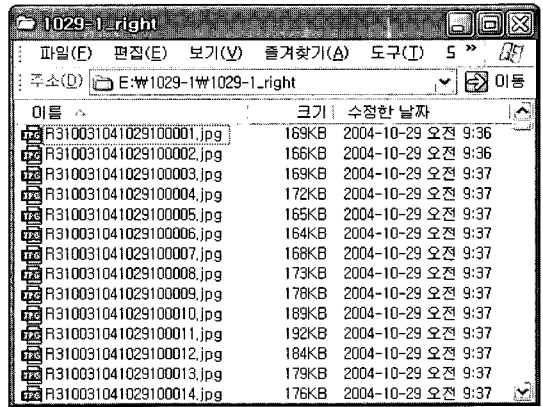 1029-1_right
파일(F) 편집(E) 보기(V) 즐겨찾기(A) 도구(T) »
주소(D) E:₩1029-1₩1029-1_right 이동
이름 크기 수정한 날짜
R310031041029100001.jpg 169KB 2004-10-29 오전 9:36
R310031041029100002.jpg 166KB 2004-10-29 오전 9:36
R310031041029100003.jpg 169KB 2004-10-29 오전 9:37
R310031041029100004.jpg 172KB 2004-10-29 오전 9:37
R310031041029100005.jpg 165KB 2004-10-29 오전 9:37
R310031041029100006.jpg 164KB 2004-10-29 오전 9:37
R310031041029100007.jpg 168KB 2004-10-29 오전 9:37
R310031041029100008.jpg 173KB 2004-10-29 오전 9:37
R310031041029100009.jpg 178KB 2004-10-29 오전 9:37
R310031041029100010.jpg 189KB 2004-10-29 오전 9:37
R310031041029100011.jpg 192KB 2004-10-29 오전 9:37
R310031041029100012.jpg 184KB 2004-10-29 오전 9:37
R310031041029100013.jpg 179KB 2004-10-29 오전 9:37
R310031041029100014.jpg 176KB 2004-10-29 오전 9:37